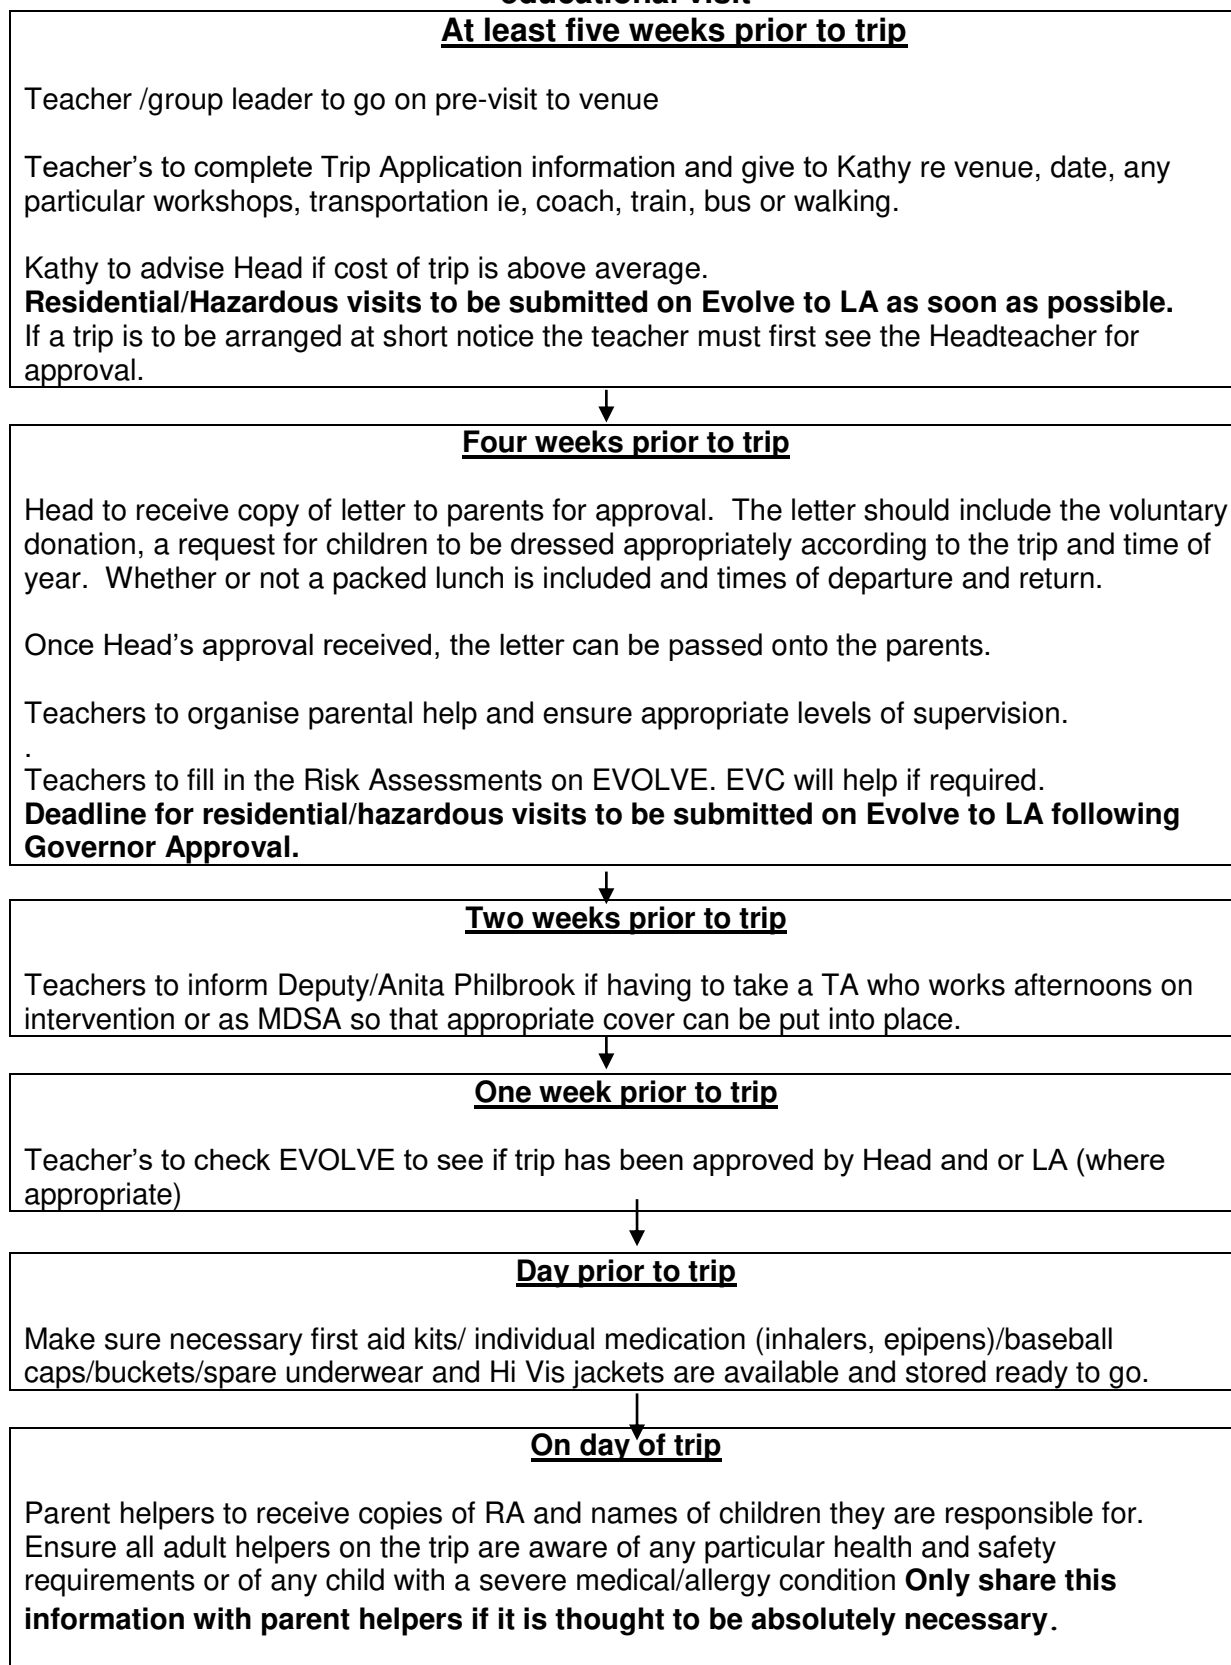 educational visit
At least five weeks prior to trip
Teacher /group leader to go on pre-visit to venue
Teacher's to complete Trip Application information and give to Kathy re venue, date, any
particular workshops, transportation ie, coach, train, bus or walking.
Kathy to advise Head if cost of trip is above average.
Residential/Hazardous visits to be submitted on Evolve to LA as soon as possible.
If a trip is to be arranged at short notice the teacher must first see the Headteacher for
approval.
Four weeks prior to trip
Head to receive copy of letter to parents for approval.  The letter should include the voluntary
donation, a request for children to be dressed appropriately according to the trip and time of
year.  Whether or not a packed lunch is included and times of departure and return.
Once Head's approval received, the letter can be passed onto the parents.
Teachers to organise parental help and ensure appropriate levels of supervision.
.
Teachers to fill in the Risk Assessments on EVOLVE. EVC will help if required.
Deadline for residential/hazardous visits to be submitted on Evolve to LA following
Governor Approval.
Two weeks prior to trip
Teachers to inform Deputy/Anita Philbrook if having to take a TA who works afternoons on
intervention or as MDSA so that appropriate cover can be put into place.
One week prior to trip
Teacher's to check EVOLVE to see if trip has been approved by Head and or LA (where
appropriate)
Day prior to trip
Make sure necessary first aid kits/ individual medication (inhalers, epipens)/baseball
caps/buckets/spare underwear and Hi Vis jackets are available and stored ready to go.
On day of trip
Parent helpers to receive copies of RA and names of children they are responsible for.
Ensure all adult helpers on the trip are aware of any particular health and safety
requirements or of any child with a severe medical/allergy condition Only share this
information with parent helpers if it is thought to be absolutely necessary.